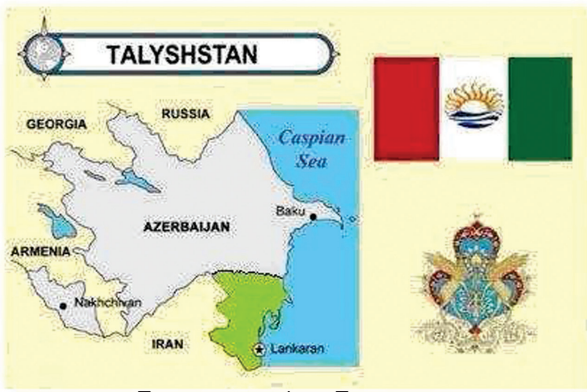 TALYSHSTAN
RUSSIA
GEORGIA
Caspian
Sea
Baku
AZERBAIJAN
ARMENIA
Nakhchivan
IRAN
Lankaran